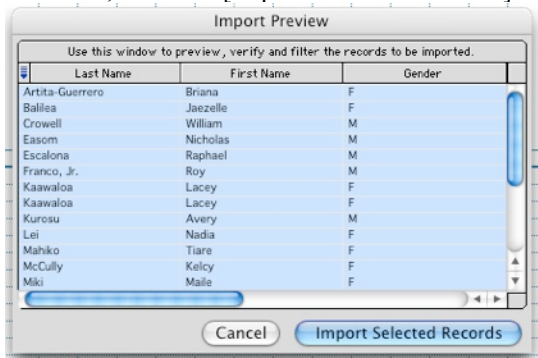 Import Preview
Use this window to preview, verify and filter the records to be imported.
Last Name First Name Gender
Artita-Guerrero Briana F
Balilea Jaezelle F
Crowell William M
Easom Nicholas M
Escalona Raphael M
Franco, Jr. Roy M
Kaawaloa Lacey F
Kaawaloa Lacey F
Kurosu Avery M
Lei Nadia F
Mahiko Tiare F
McCully Kelcy F
Miki Maile F
Cancel Import Selected Records